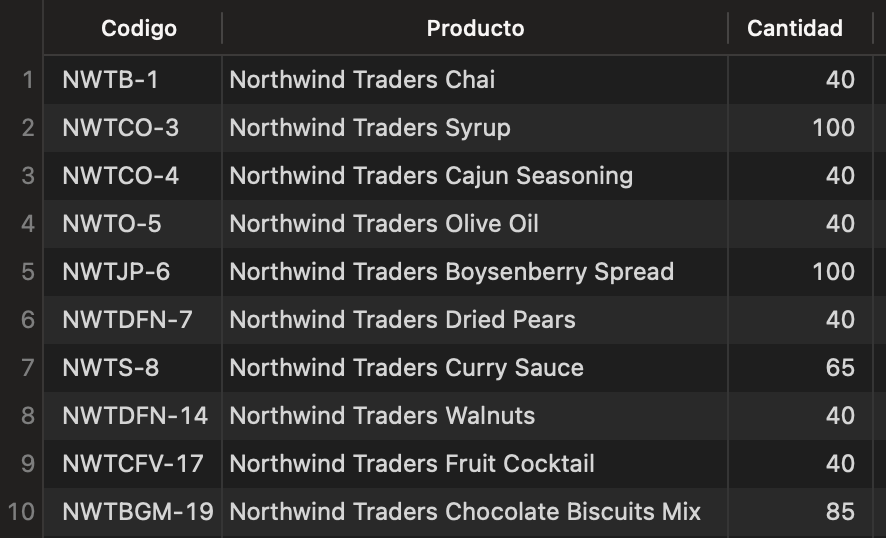 Codigo Producto Cantidad
1 NWTB-1 Northwind Traders Chai 40
2 NWTCO-3 Northwind Traders Syrup 100
3 NWTCO-4 Northwind Traders Cajun Seasoning 40
4 NWTO-5 Northwind Traders Olive Oil 40
5 NWTJP-6 Northwind Traders Boysenberry Spread 100
6 NWTDFN-7 Northwind Traders Dried Pears 40
7 NWTS-8 Northwind Traders Curry Sauce 65
8 NWTDFN-14 Northwind Traders Walnuts 40
9 NWTCFV-17 Northwind Traders Fruit Cocktail 40
10 NWTBGM-19 Northwind Traders Chocolate Biscuits Mix 85